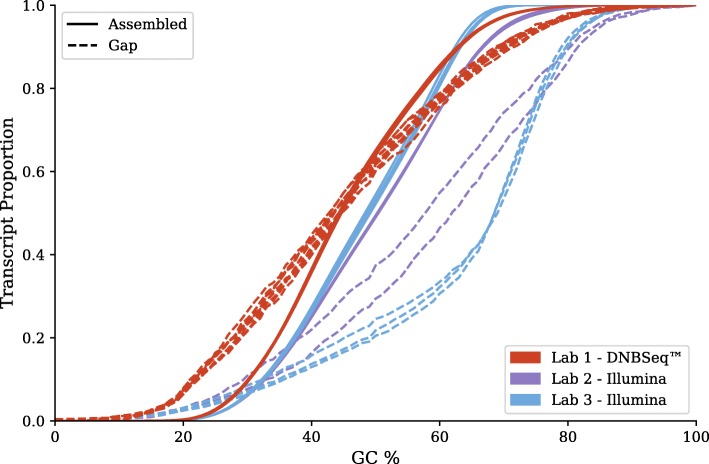 Assembled
Gap
Transcript Proportion
1.0
0.8
0.6
0.4
0.2
0.0
Lab 1 - DNBSeq™
Lab 2 - Illumina
Lab 3 - Illumina
0 20 40 60 80 100
GC %